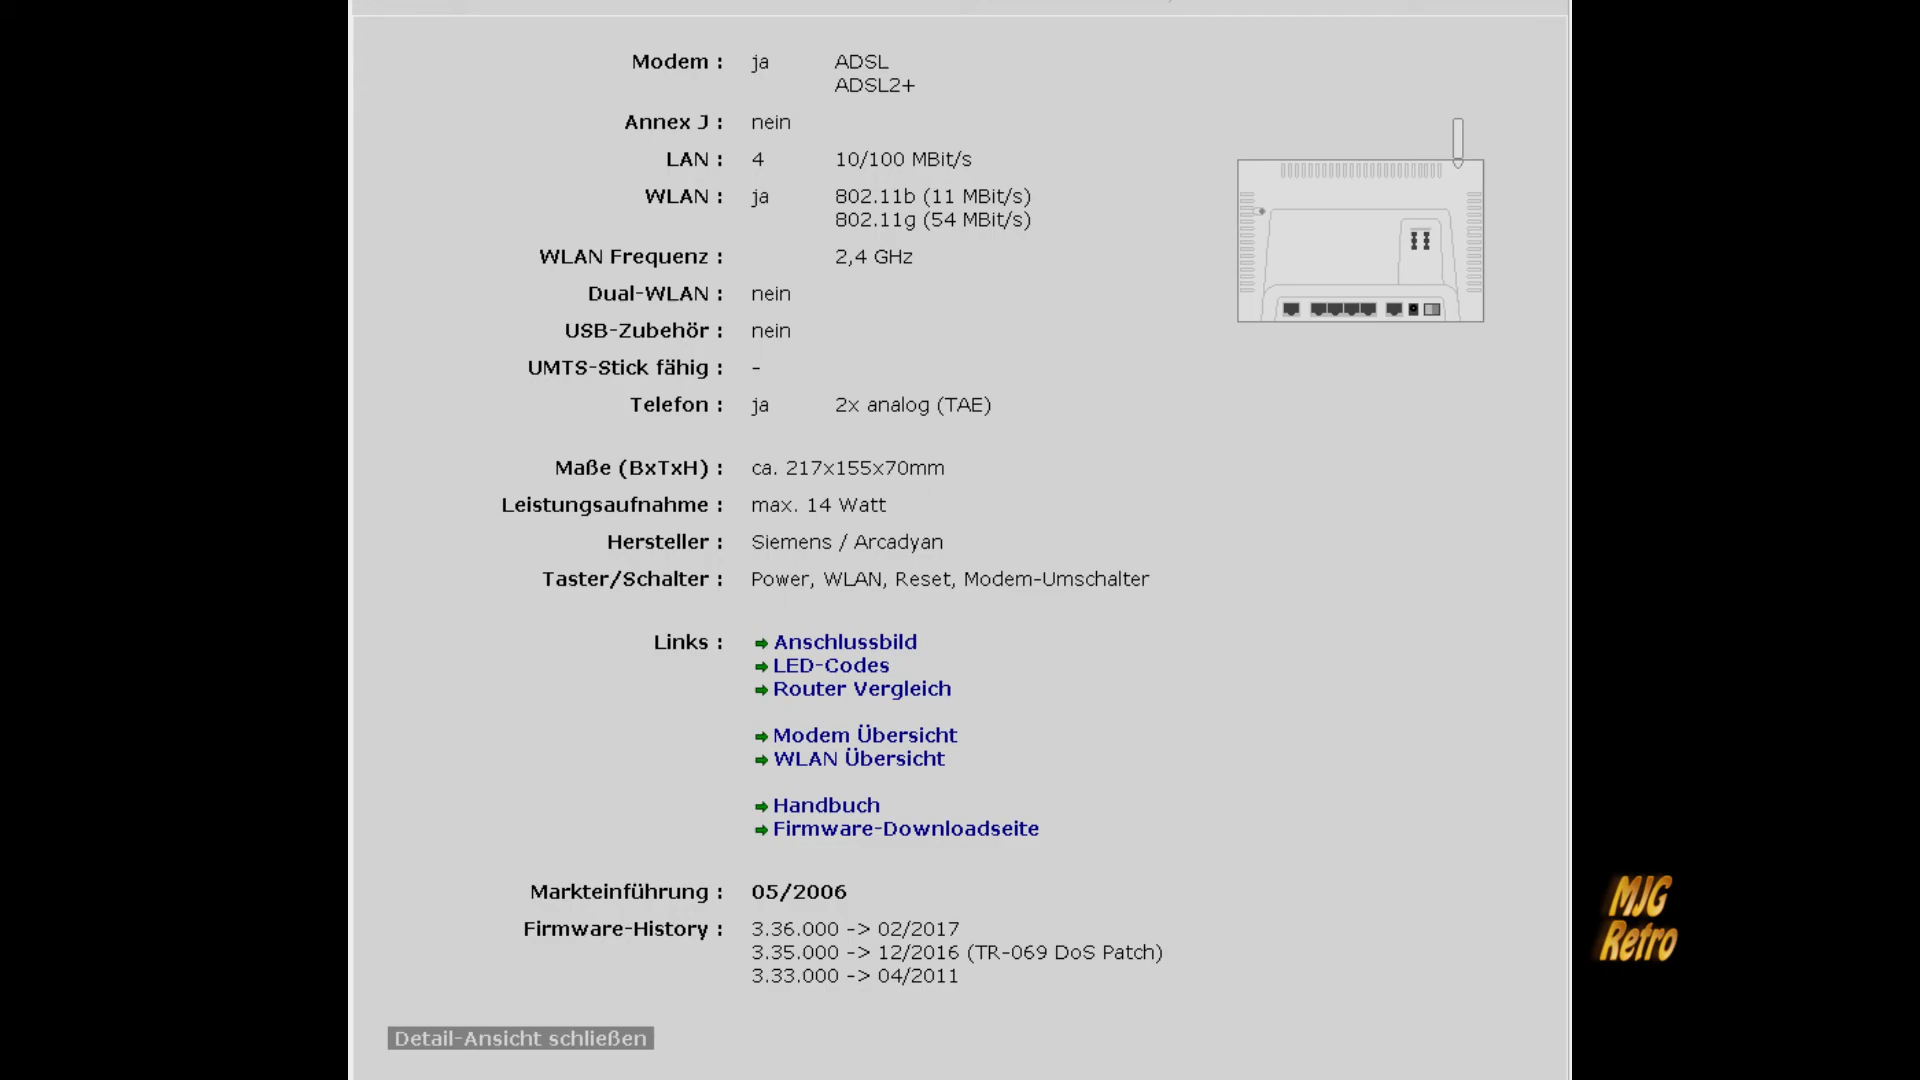 Modem : ja ADSL
ADSL2+
Annex J : nein
LAN : 4 10/100 MBit/s
WLAN : ja 802.11b (11 MBit/s)
802.11g (54 MBit/s)
WLAN Frequenz : 2,4 GHz
Dual-WLAN : nein
USB-Zubehör : nein
UMTS-Stick fähig : -
Telefon : ja 2x analog (TAE)
Maße (BxTxH) : ca. 217x155x70mm
Leistungsaufnahme : max. 14 Watt
Hersteller : Siemens / Arcadyan
Taster/Schalter : Power, WLAN, Reset, Modem-Umschalter
Links : Anschlussbild
LED-Codes
Router Vergleich
Modem Übersicht
WLAN Übersicht
Handbuch
Firmware-Downloadseite
Markteinführung : 05/2006
Firmware-History : 3.36.000 -> 02/2017
3.35.000 -> 12/2016 (TR-069 DoS Patch)
3.33.000 -> 04/2011
Detail-Ansicht schließen
MJG
Retro